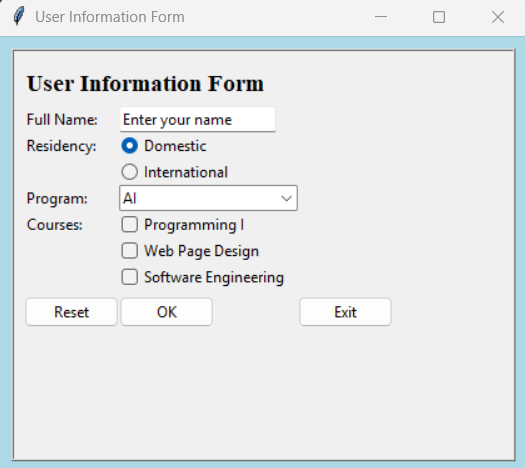 User Information Form
User Information Form
Full Name: Enter your name
Residency: Domestic
International
Program: AI
Courses: Programming I
Web Page Design
Software Engineering
Reset OK Exit